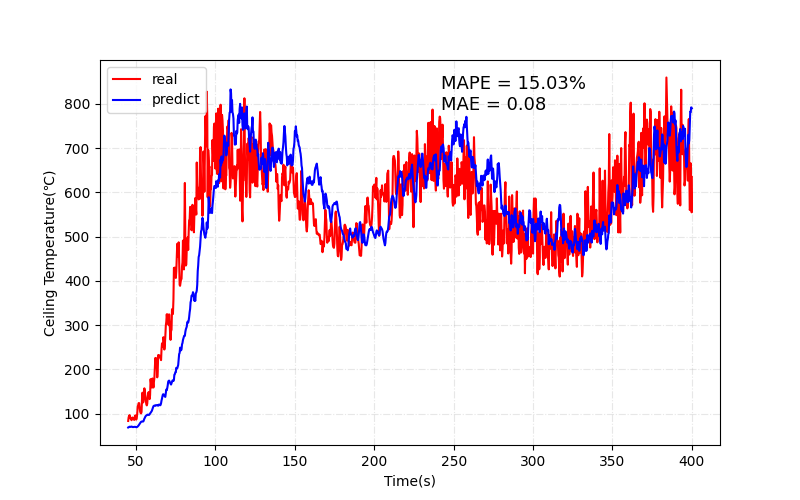 real
predict
MAPE = 15.03%
MAE = 0.08
Ceiling Temperature(℃)
800
700
600
500
400
300
200
100
50 100 150 200 250 300 350 400
Time(s)